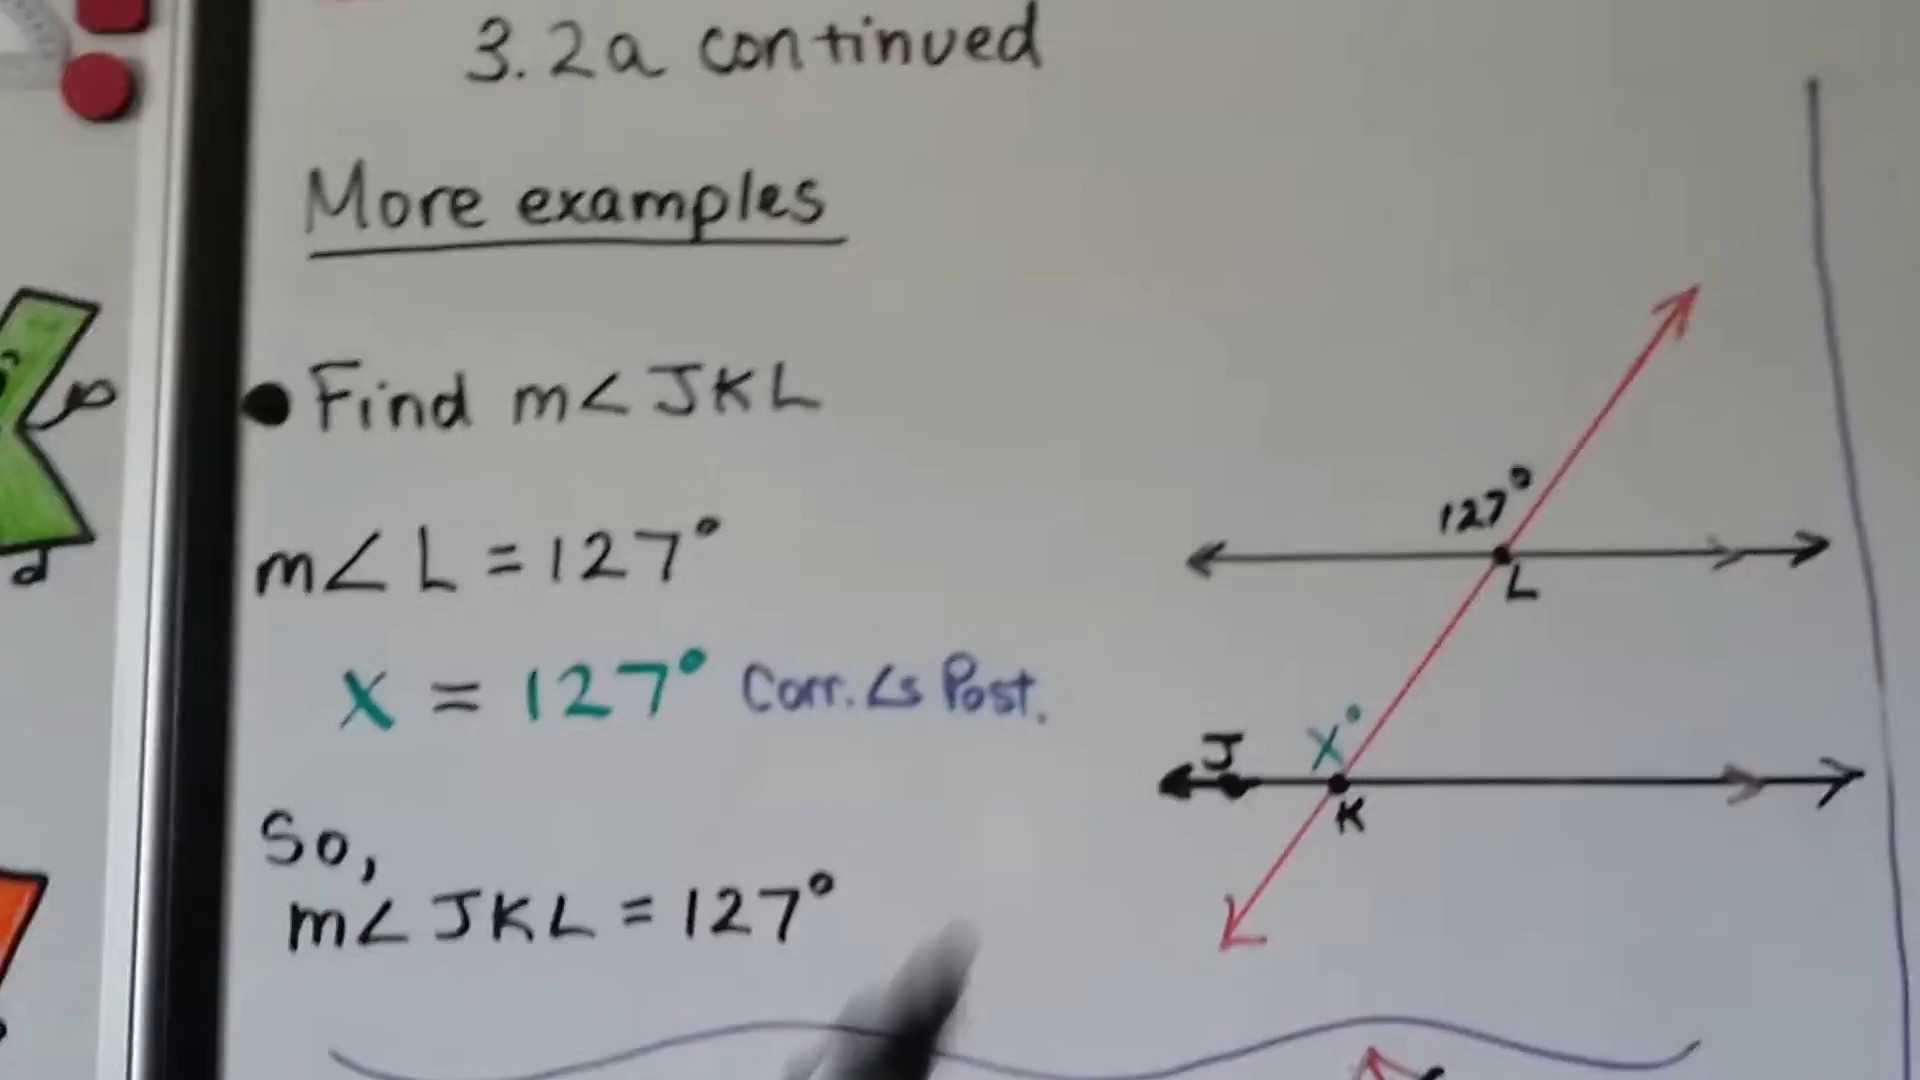 3.2a continued
More examples
• Find m∠JKL
m∠L = 127°
x = 127° Corr. ∠s Post.
So,
m∠JKL = 127°
127°
L
J
x°
K
d